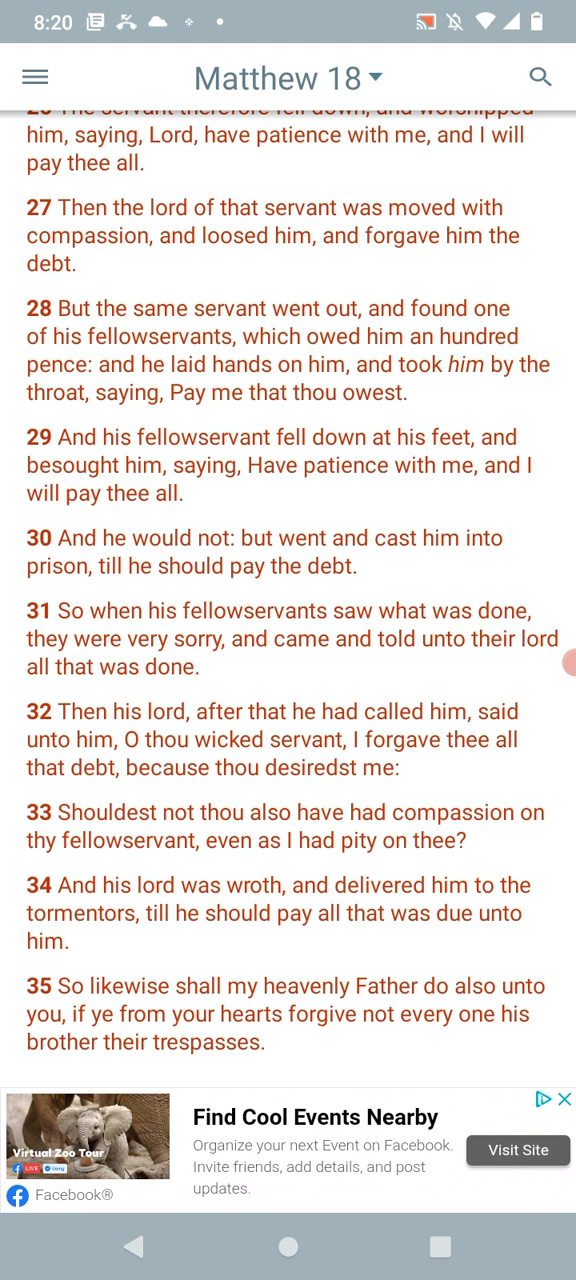 8:20
Matthew 18
26 The servant therefore fell down, and worshipped
him, saying, Lord, have patience with me, and I will
pay thee all.
27 Then the lord of that servant was moved with
compassion, and loosed him, and forgave him the
debt.
28 But the same servant went out, and found one
of his fellowservants, which owed him an hundred
pence: and he laid hands on him, and took him by the
throat, saying, Pay me that thou owest.
29 And his fellowservant fell down at his feet, and
besought him, saying, Have patience with me, and I
will pay thee all.
30 And he would not: but went and cast him into
prison, till he should pay the debt.
31 So when his fellowservants saw what was done,
they were very sorry, and came and told unto their lord
all that was done.
32 Then his lord, after that he had called him, said
unto him, O thou wicked servant, I forgave thee all
that debt, because thou desiredst me:
33 Shouldest not thou also have had compassion on
thy fellowservant, even as I had pity on thee?
34 And his lord was wroth, and delivered him to the
tormentors, till he should pay all that was due unto
him.
35 So likewise shall my heavenly Father do also unto
you, if ye from your hearts forgive not every one his
brother their trespasses.
Virtual Zoo Tour
LIVE
Going
Facebook®
Find Cool Events Nearby
Organize your next Event on Facebook.
Invite friends, add details, and post
updates.
Visit Site